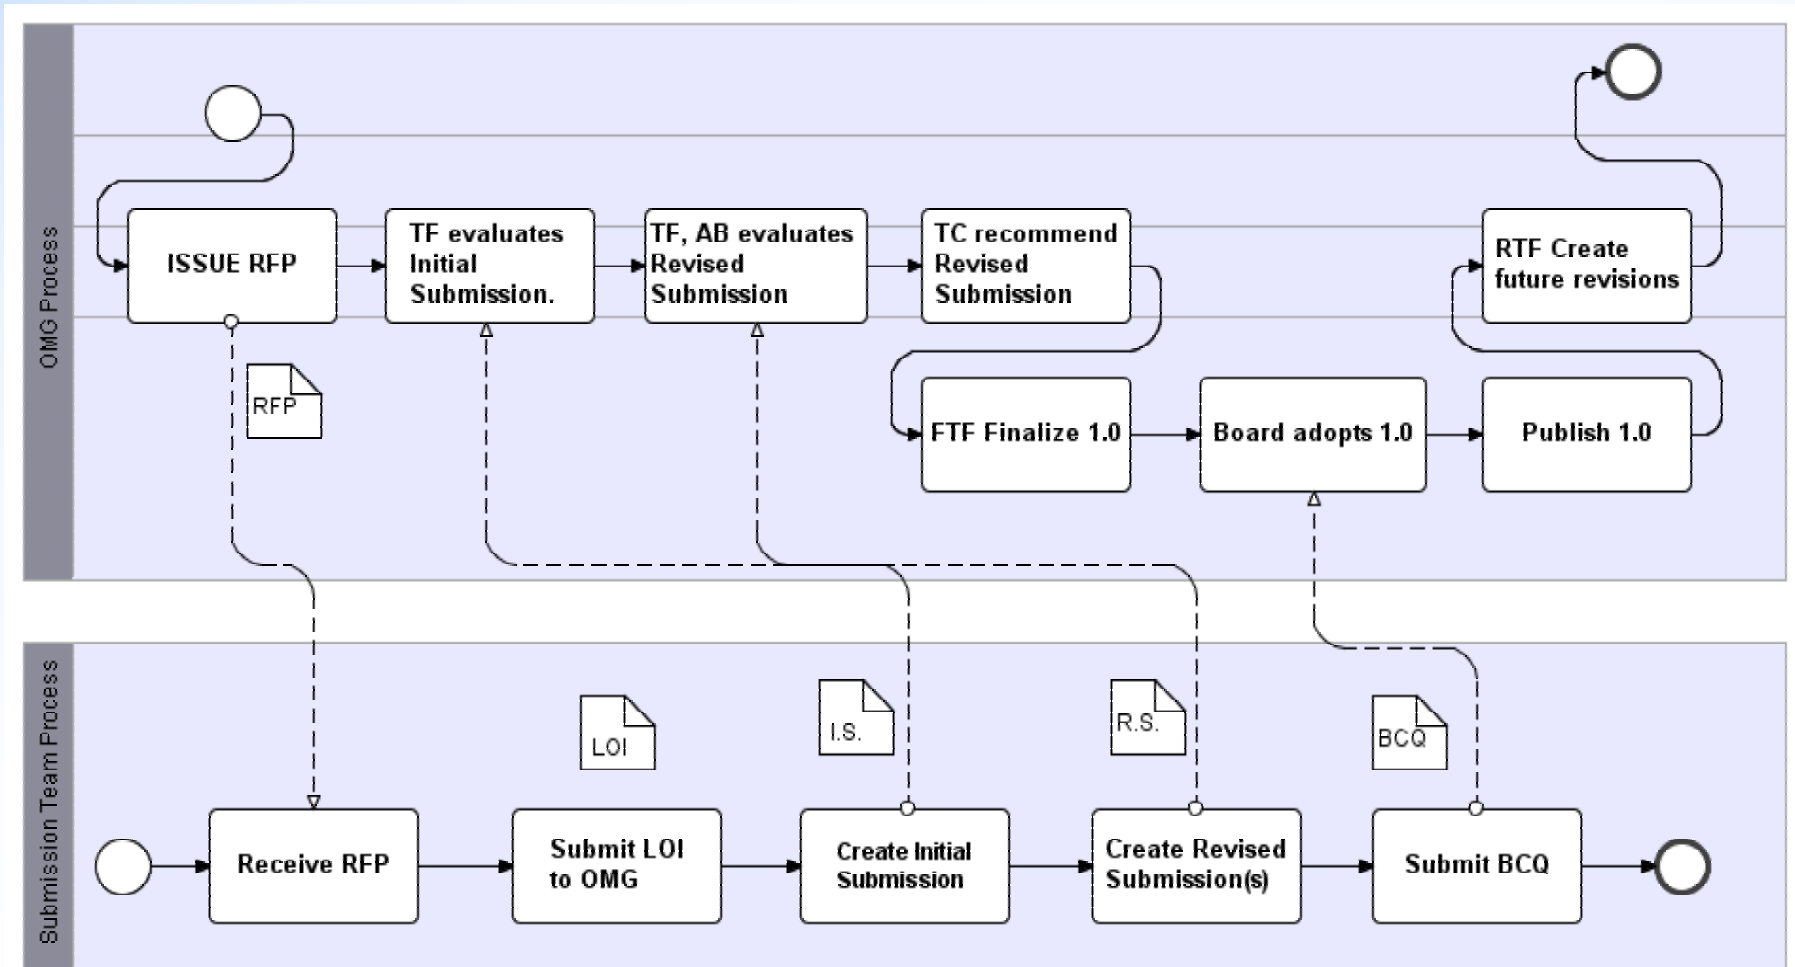 OMG Process
ISSUE RFP
TF evaluates
Initial
Submission.
TF, AB evaluates
Revised
Submission
TC recommend
Revised
Submission
RTF Create
future revisions
RFP
FTF Finalize 1.0
Board adopts 1.0
Publish 1.0
Submission Team Process
LOI
I.S.
R.S.
BCQ
Receive RFP
Submit LOI
to OMG
Create Initial
Submission
Create Revised
Submission(s)
Submit BCQ